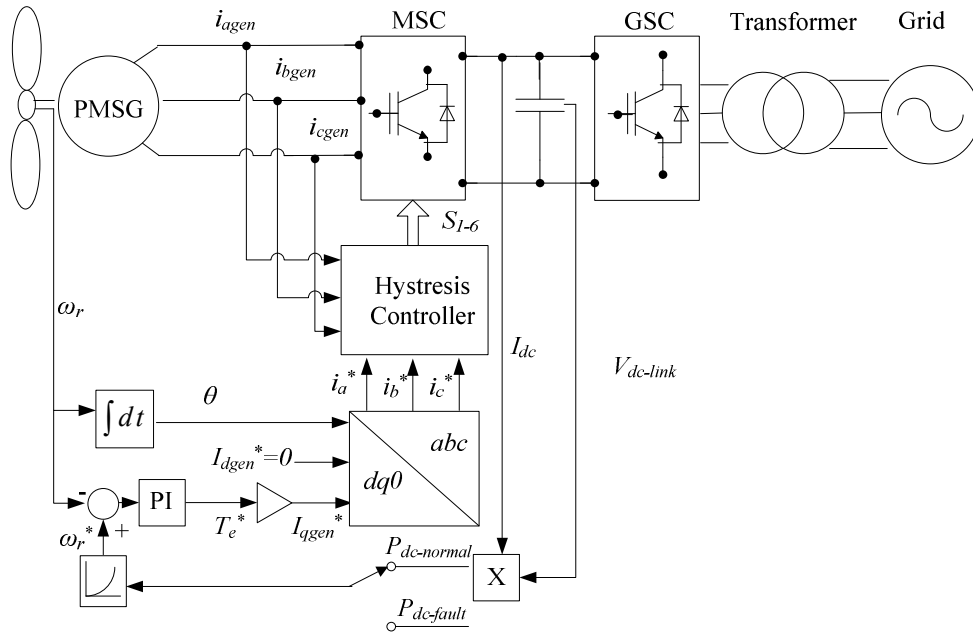 i_agen MSC GSC Transformer Grid
i_bgen
PMSG
i_cgen
S_1-6
Hystresis
Controller
ω_r
I_dc
V_dc-link
i_a* i_b* i_c*
∫dt
θ
abc
I_dgen*=0
dq0
-
PI
T_e*
I_qgen*
ω_r* +
P_dc-normal
X
P_dc-fault